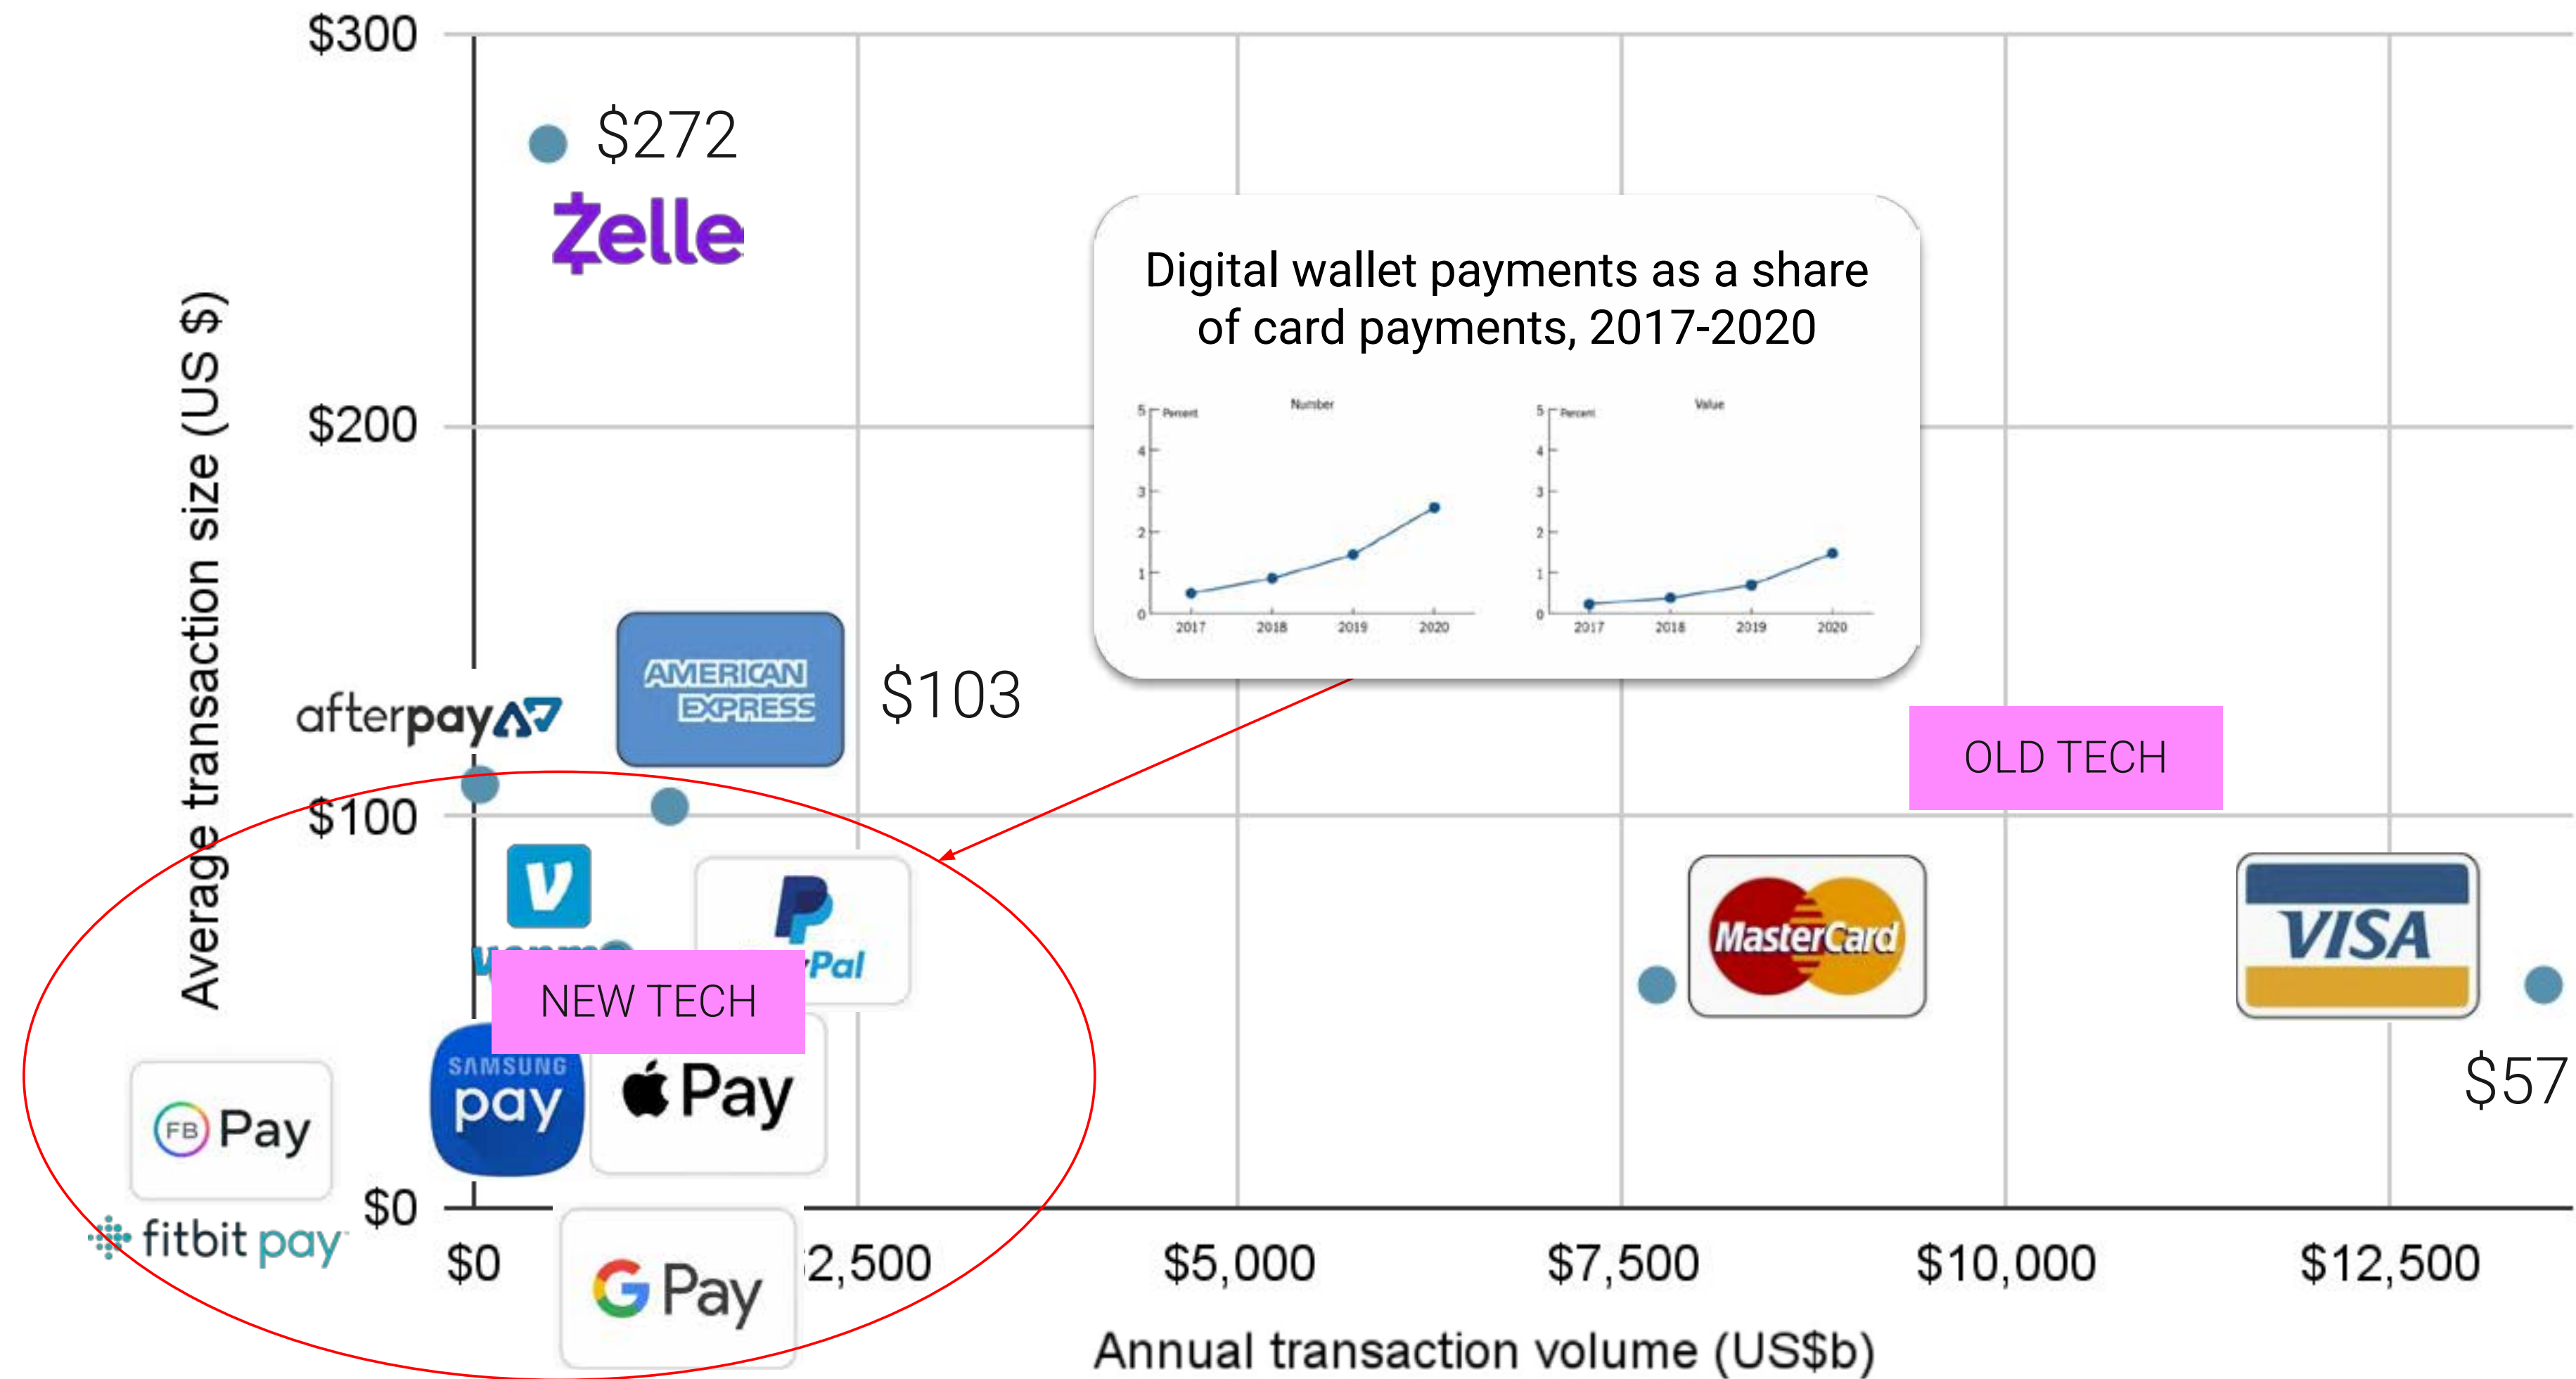 $300
$272
Zelle
Digital wallet payments as a share
of card payments, 2017-2020
Number
5 Percent
4
3
2
1
0
2017 2018 2019 2020
Value
5 Percent
4
3
2
1
0
2017 2018 2019 2020
Average transaction size (US $)
$200
AMERICAN
EXPRESS
$103
afterpay
OLD TECH
$100
V
PayPal
MasterCard
VISA
NEW TECH
$57
SAMSUNG
pay
Pay
FB Pay
$0
fitbit pay
G Pay
$0 2,500 $5,000 $7,500 $10,000 $12,500
Annual transaction volume (US$b)